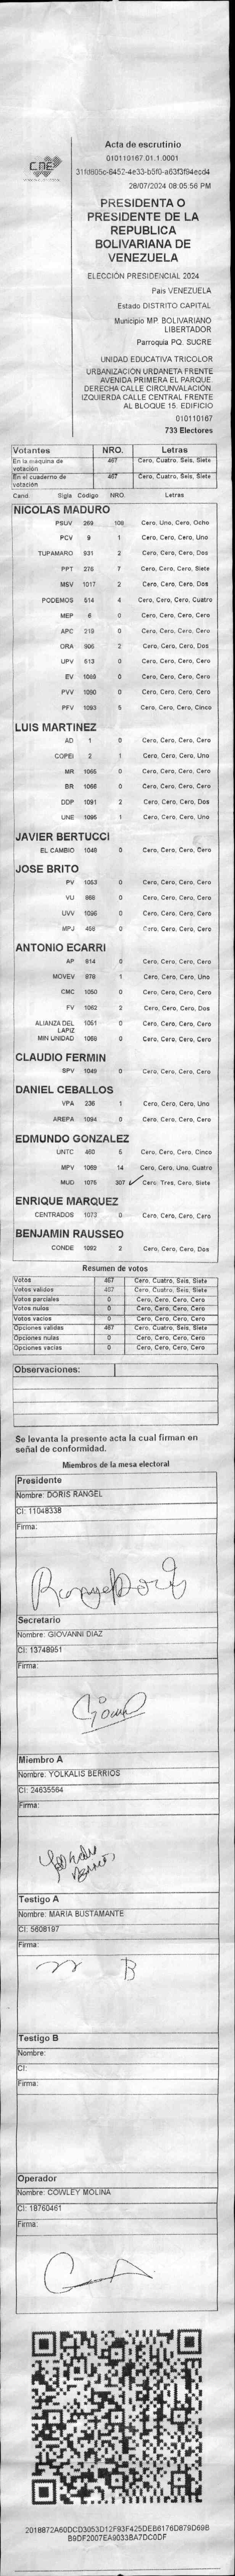 CNE
Acta de escrutinio
010110167.01.1.0001
28/07/2024 08:05:56 PM
PRESIDENTA O
PRESIDENTE DE LA
REPUBLICA
BOLIVARIANA DE
VENEZUELA
ELECCIÓN PRESIDENCIAL 2024
Pais VENEZUELA
Estado DISTRITO CAPITAL
Municipio MP. BOLIVARIANO
LIBERTADOR
Parroquia PQ. SUCRE
UNIDAD EDUCATIVA TRICOLOR
URBANIZACIÓN URDANETA FRENTE
AVENIDA PRIMERA EL PARQUE.
DERECHA CALLE CIRCUNVALACIÓN.
IZQUIERDA CALLE CENTRAL FRENTE
AL BLOQUE 15. EDIFICIO
010110167
733 Electores
Votantes NRO. Letras
En la máquina de votación 467 Cero, Cuatro, Seis, Siete
En el cuaderno de votación 467 Cero, Cuatro, Seis, Siete
Cand. Sigla Código NRO. Letras
NICOLAS MADURO
PSUV 269 108 Cero, Uno, Cero, Ocho
PCV 9 1 Cero, Cero, Cero, Uno
TUPAMARO 931 2 Cero, Cero, Cero, Dos
PPT 276 7 Cero, Cero, Cero, Siete
MSV 1017 2 Cero, Cero, Cero, Dos
PODEMOS 514 4 Cero, Cero, Cero, Cuatro
MEP 6 0 Cero, Cero, Cero, Cero
APC 219 0 Cero, Cero, Cero, Cero
ORA 906 2 Cero, Cero, Cero, Dos
UPV 613 0 Cero, Cero, Cero, Cero
EV 1089 0 Cero, Cero, Cero, Cero
PVV 1090 0 Cero, Cero, Cero, Cero
PFV 1093 5 Cero, Cero, Cero, Cinco
LUIS MARTINEZ
AD 1 0 Cero, Cero, Cero, Cero
COPEI 2 1 Cero, Cero, Cero, Uno
MR 1065 0 Cero, Cero, Cero, Cero
BR 1066 0 Cero, Cero, Cero, Cero
DDP 1091 2 Cero, Cero, Cero, Dos
UNE 1095 1 Cero, Cero, Cero, Uno
JAVIER BERTUCCI
EL CAMBIO 1048 0 Cero, Cero, Cero, Cero
JOSE BRITO
PV 1053 0 Cero, Cero, Cero, Cero
VU 968 0 Cero, Cero, Cero, Cero
UVV 1096 0 Cero, Cero, Cero, Cero
MPJ 458 0 Cero, Cero, Cero, Cero
ANTONIO ECARRI
AP 914 0 Cero, Cero, Cero, Cero
MOVEV 979 1 Cero, Cero, Cero, Uno
CMC 1050 0 Cero, Cero, Cero, Cero
FV 1062 2 Cero, Cero, Cero, Dos
ALIANZA DEL LAPIZ 1051 0 Cero, Cero, Cero, Cero
MIN UNIDAD 1068 0 Cero, Cero, Cero, Cero
CLAUDIO FERMIN
SPV 1049 0 Cero, Cero, Cero, Cero
DANIEL CEBALLOS
VPA 236 1 Cero, Cero, Cero, Uno
AREPA 1094 0 Cero, Cero, Cero, Cero
EDMUNDO GONZALEZ
UNTC 460 5 Cero, Cero, Cero, Cinco
MPV 1069 14 Cero, Cero, Uno, Cuatro
MUD 1075 307 Cero, Tres, Cero, Siete
ENRIQUE MARQUEZ
CENTRADOS 1073 0 Cero, Cero, Cero, Cero
BENJAMIN RAUSSEO
CONDE 1092 2 Cero, Cero, Cero, Dos
Resumen de votos
Votos 467 Cero, Cuatro, Seis, Siete
Votos validos 467 Cero, Cuatro, Seis, Siete
Votos parciales 0 Cero, Cero, Cero, Cero
Votos nulos 0 Cero, Cero, Cero, Cero
Votos vacios 0 Cero, Cero, Cero, Cero
Opciones validas 467 Cero, Cuatro, Seis, Siete
Opciones nulas 0 Cero, Cero, Cero, Cero
Opciones vacias 0 Cero, Cero, Cero, Cero
Observaciones:
Se levanta la presente acta la cual firman en
señal de conformidad.
Miembros de la mesa electoral
Presidente
Nombre: DORIS RANGEL
CI: 11048338
Firma:
Secretario
Nombre: GIOVANNI DIAZ
CI: 13748951
Firma:
Miembro A
Nombre: YOLKALIS BERRIOS
CI: 24635564
Firma:
Testigo A
Nombre: MARIA BUSTAMANTE
CI: 5608197
Firma:
Testigo B
Nombre:
CI:
Firma:
Operador
Nombre: COWLEY MOLINA
CI: 18760461
Firma: